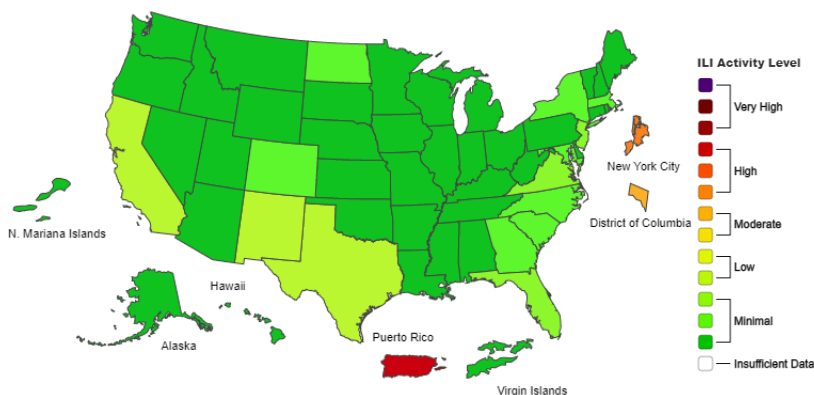 ILI Activity Level
Very High
High
Moderate
Low
Minimal
Insufficient Data
New York City
District of Columbia
N. Mariana Islands
Hawaii
Alaska
Puerto Rico
Virgin Islands